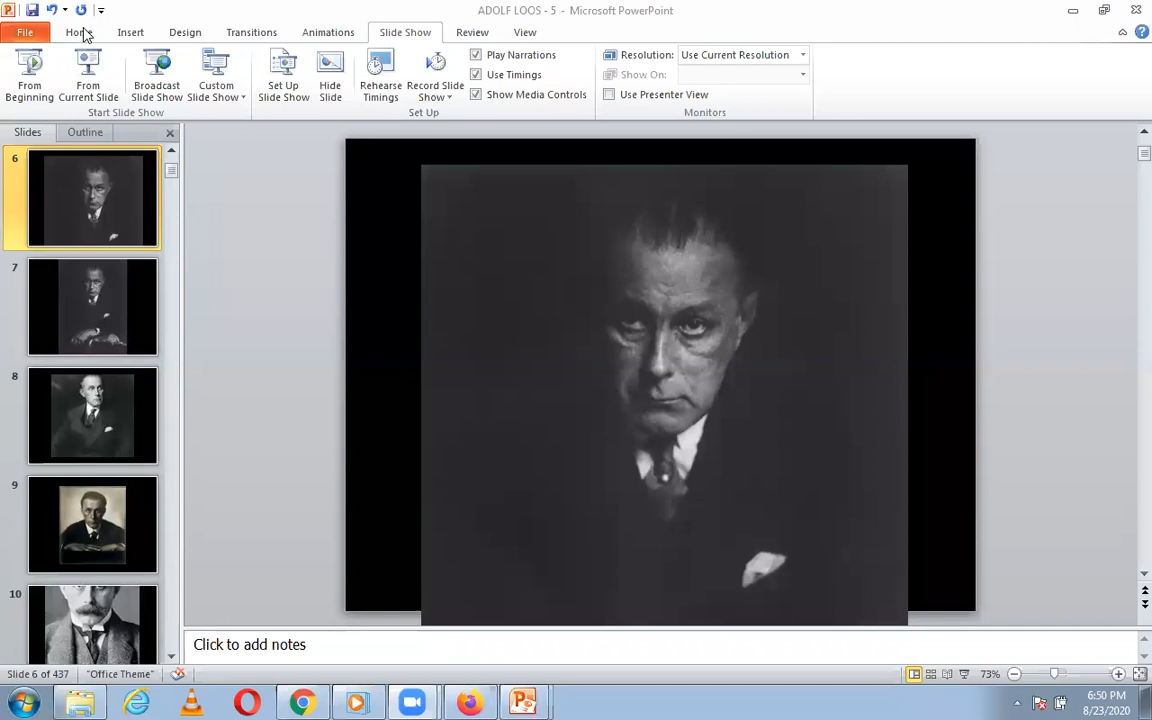 ADOLF LOOS - 5 - Microsoft PowerPoint
File Home Insert Design Transitions Animations Slide Show Review View
From Beginning
From Current Slide
Broadcast Slide Show
Custom Slide Show
Set Up Slide Show
Hide Slide
Rehearse Timings
Record Slide Show
Play Narrations
Use Timings
Show Media Controls
Resolution: Use Current Resolution
Show On:
Use Presenter View
Start Slide Show Set Up Monitors
Slides Outline
6
7
8
9
10
Click to add notes
Slide 6 of 437 "Office Theme" 73%
6:50 PM
8/23/2020